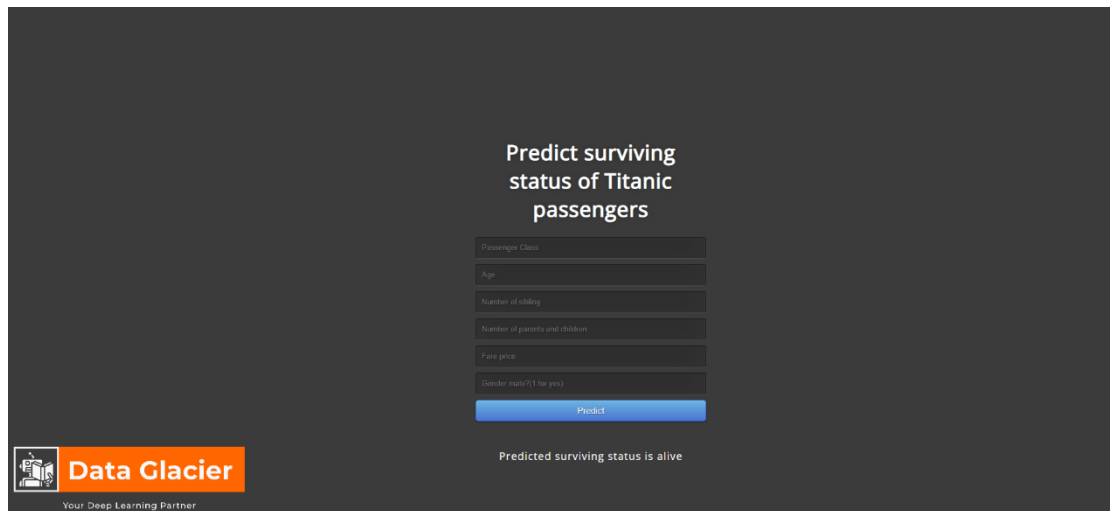 Predict surviving
status of Titanic
passengers
Passenger Class
Age
Number of sibling
Number of parents and children
Fare price
Gender male?(1 for yes)
Predict
Predicted surviving status is alive
Data Glacier
Your Deep Learning Partner